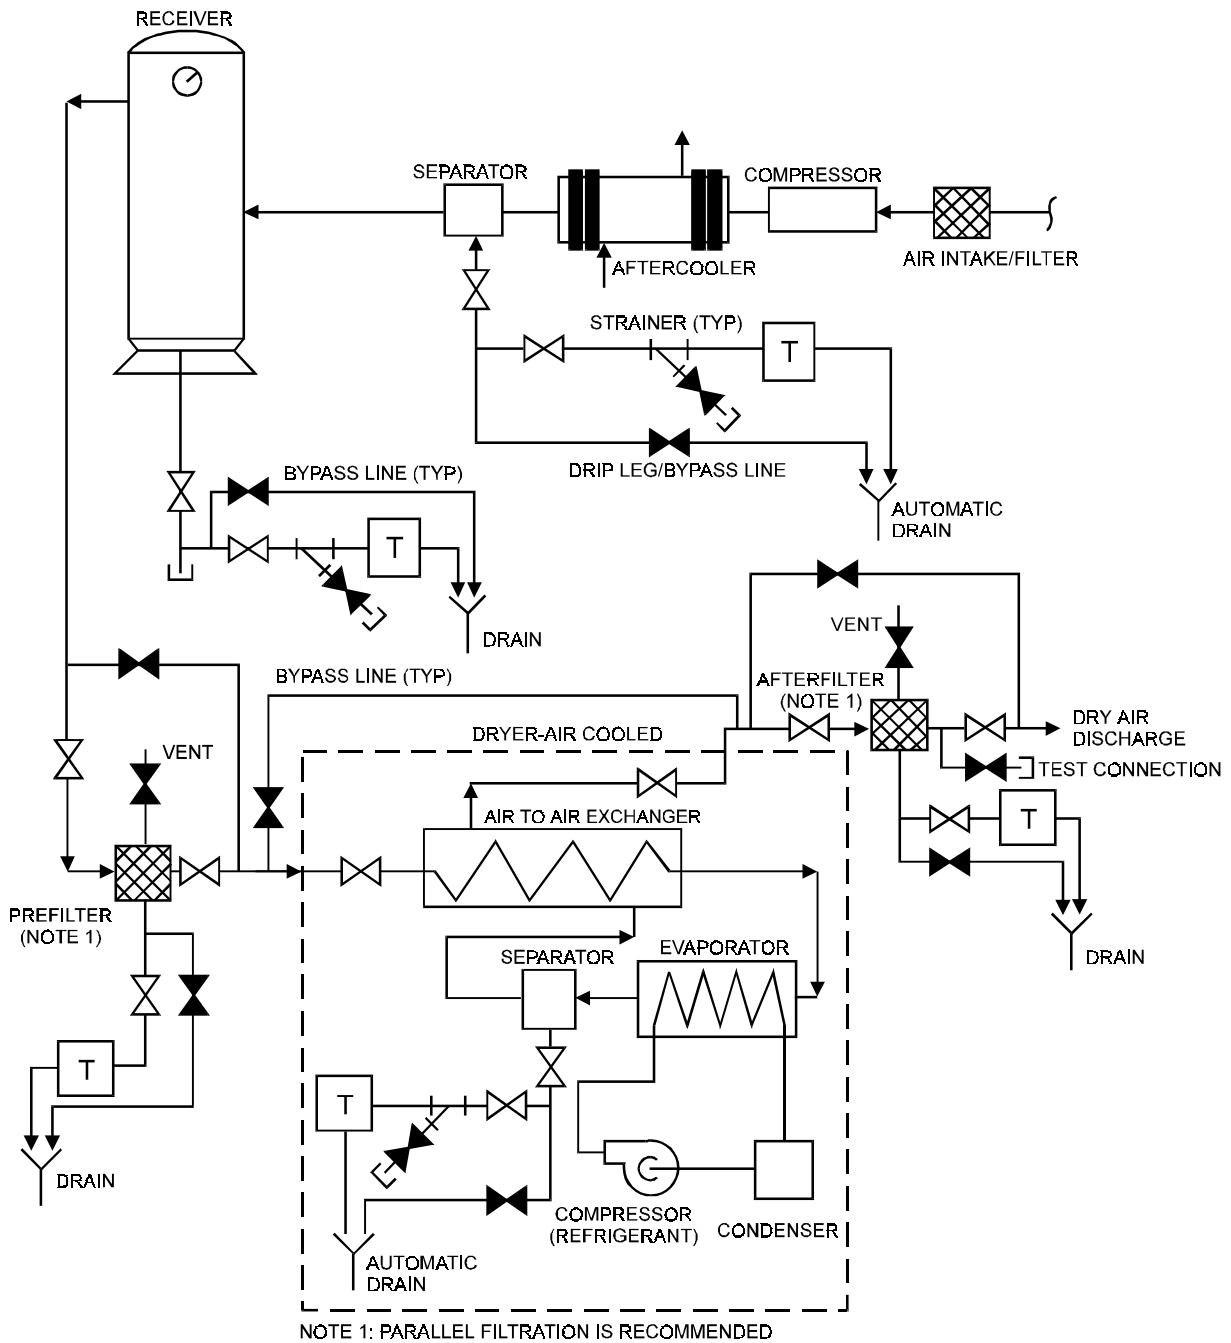 RECEIVER
SEPARATOR
COMPRESSOR
AFTERCOOLER
AIR INTAKE/FILTER
STRAINER (TYP)
T
DRIP LEG/BYPASS LINE
BYPASS LINE (TYP)
AUTOMATIC
DRAIN
T
DRAIN
VENT
BYPASS LINE (TYP)
AFTERFILTER
(NOTE 1)
DRY AIR
DISCHARGE
DRYER-AIR COOLED
VENT
TEST CONNECTION
AIR TO AIR EXCHANGER
T
PREFILTER
(NOTE 1)
SEPARATOR
EVAPORATOR
DRAIN
T
T
DRAIN
COMPRESSOR
(REFRIGERANT)
CONDENSER
AUTOMATIC
DRAIN
NOTE 1: PARALLEL FILTRATION IS RECOMMENDED